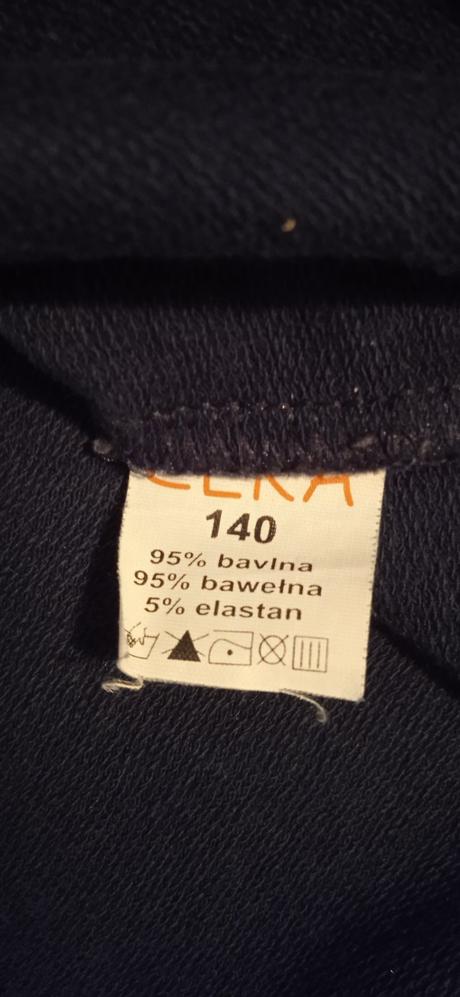 140
95% bavlna
95% bawełna
5% elastan